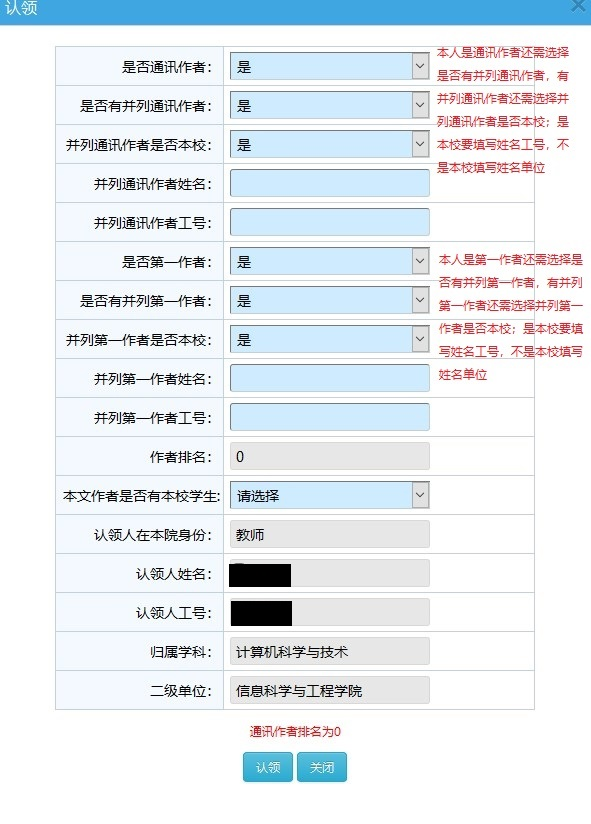 认领
是否通讯作者： 是
是否有并列通讯作者： 是
并列通讯作者是否本校： 是
并列通讯作者姓名：
并列通讯作者工号：
本人是通讯作者还需选择
是否有并列通讯作者，有
并列通讯作者还需选择并
列通讯作者是否本校；是
本校要填写姓名工号，不
是本校填写姓名单位
是否第一作者： 是
是否有并列第一作者： 是
并列第一作者是否本校： 是
并列第一作者姓名：
并列第一作者工号：
本人是第一作者还需选择是
否有并列第一作者，有并列
第一作者还需选择并列第一
作者是否本校；是本校要填
写姓名工号，不是本校填写
姓名单位
作者排名： 0
本文作者是否有本校学生: 请选择
认领人在本院身份： 教师
认领人姓名：
认领人工号：
归属学科： 计算机科学与技术
二级单位： 信息科学与工程学院
通讯作者排名为0
认领 关闭